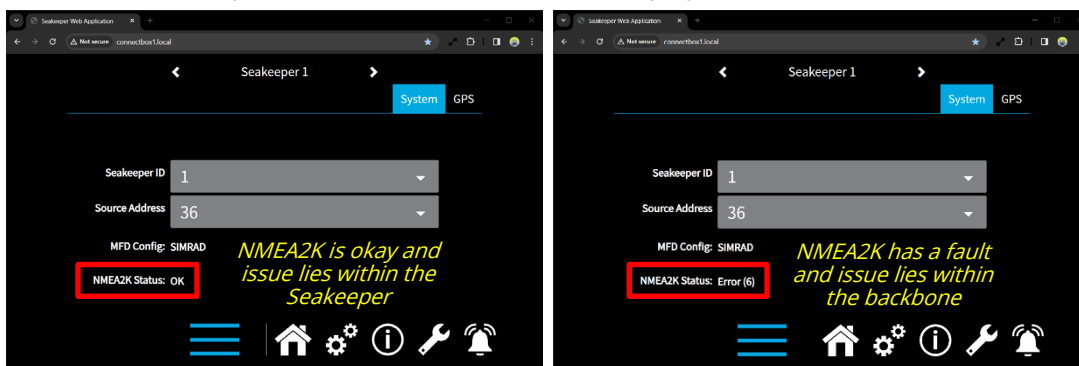 Seakeeper Web Application
Not secure connectbox1.local
Seakeeper 1
System GPS
Seakeeper ID 1
Source Address 36
MFD Config: SIMRAD
NMEA2K Status: OK
NMEA2K is okay and
issue lies within the
Seakeeper
Seakeeper Web Application
Not secure connectbox1.local
Seakeeper 1
System GPS
Seakeeper ID 1
Source Address 36
MFD Config: SIMRAD
NMEA2K Status: Error (6)
NMEA2K has a fault
and issue lies within
the backbone